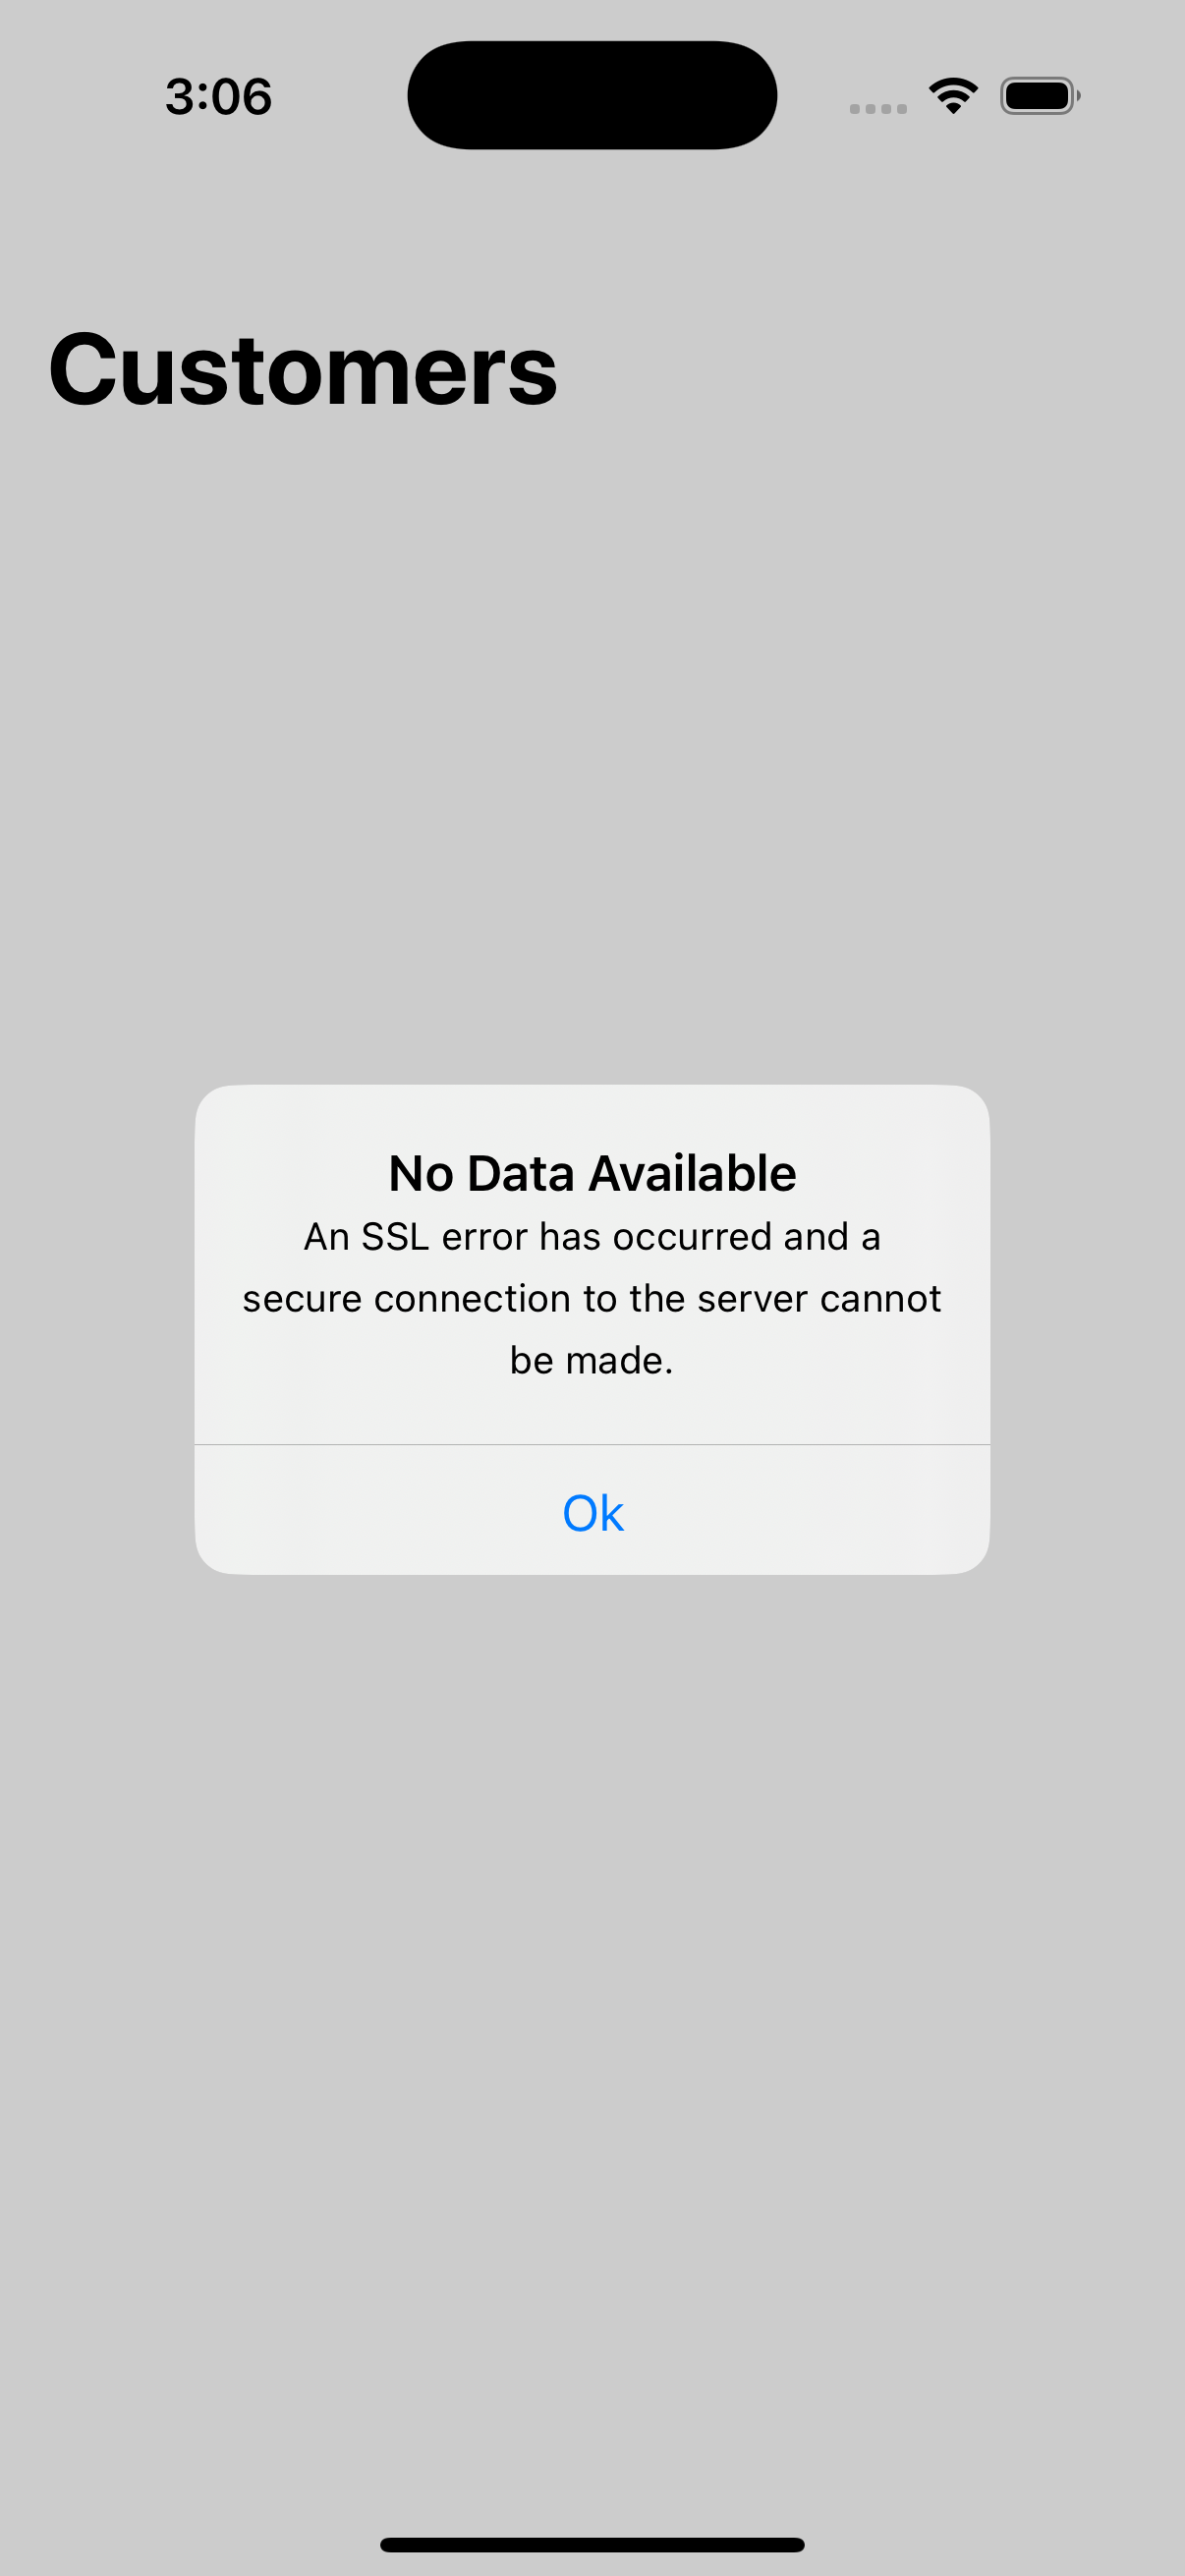 3:06
Customers
No Data Available
An SSL error has occurred and a
secure connection to the server cannot
be made.
Ok